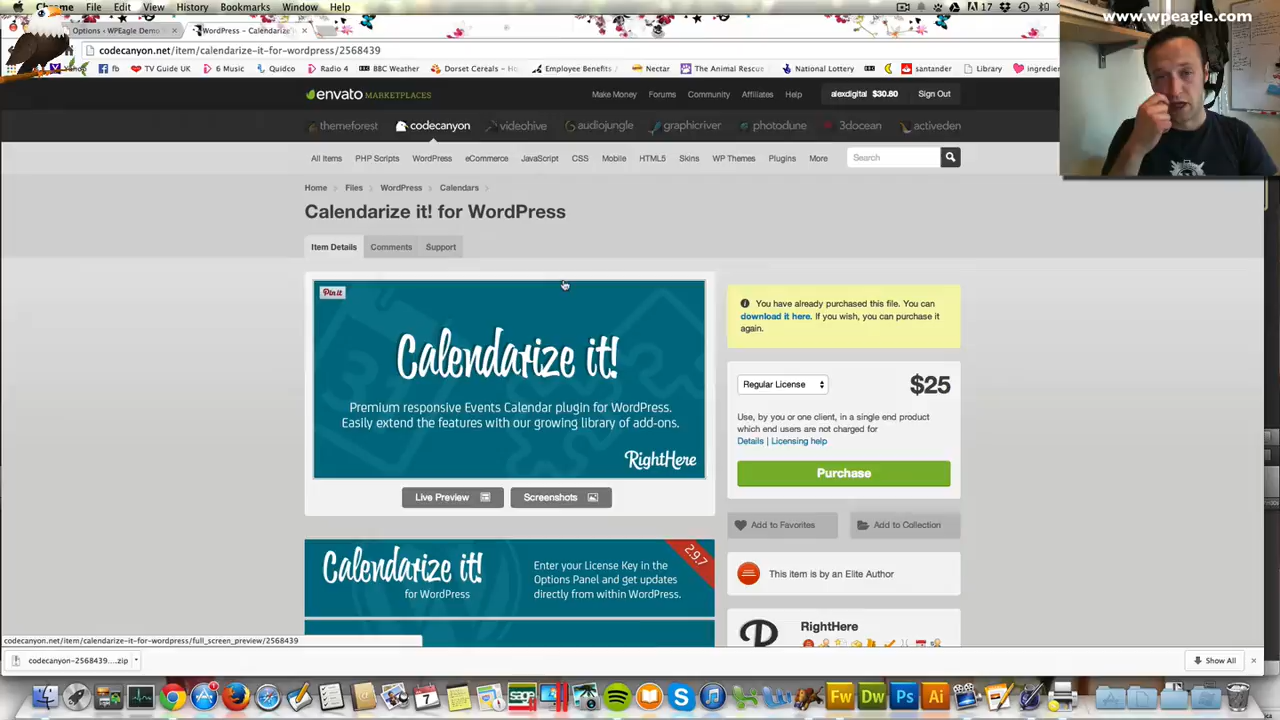 Chrome File Edit View History Bookmarks Window Help
www.wpeagle.com
Options ‹ WPEagle Demo
WordPress - Calendarize
codecanyon.net/item/calendarize-it-for-wordpress/2568439
fb TV Guide UK 6 Music Quidco Radio 4 BBC Weather Dorset Cereals - Ho Employee Benefits Nectar The Animal Rescue National Lottery santander Library ingredien
envato MARKETPLACES
Make Money Forums Community Affiliates Help alexdigital $30.80 Sign Out
themeforest codecanyon videohive audiojungle graphicriver photodune 3docean activeden
All Items PHP Scripts WordPress eCommerce JavaScript CSS Mobile HTML5 Skins WP Themes Plugins More Search
Home Files WordPress Calendars
Calendarize it! for WordPress
Item Details Comments Support
Pin it
Calendarize it!
Premium responsive Events Calendar plugin for WordPress.
Easily extend the features with our growing library of add-ons.
RightHere
Live Preview Screenshots
You have already purchased this file. You can
download it here. If you wish, you can purchase it
again.
Regular License $25
Use, by you or one client, in a single end product
which end users are not charged for
Details | Licensing help
Purchase
Add to Favorites Add to Collection
This item is by an Elite Author
RightHere
Calendarize it!
for WordPress
Enter your License Key in the
Options Panel and get updates
directly from within WordPress.
2.9.7
codecanyon.net/item/calendarize-it-for-wordpress/full_screen_preview/2568439
codecanyon-2568439....zip
Show All